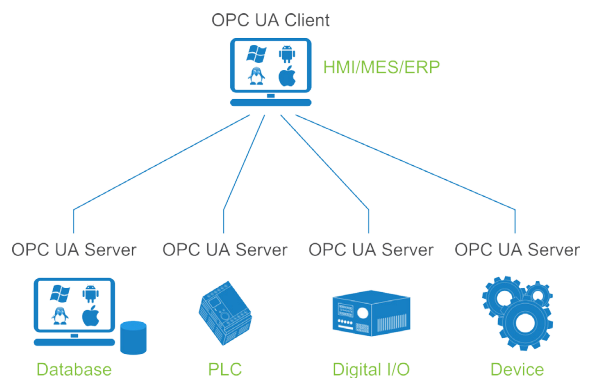 OPC UA Client
HMI/MES/ERP
OPC UA Server OPC UA Server OPC UA Server OPC UA Server
Database PLC Digital I/O Device